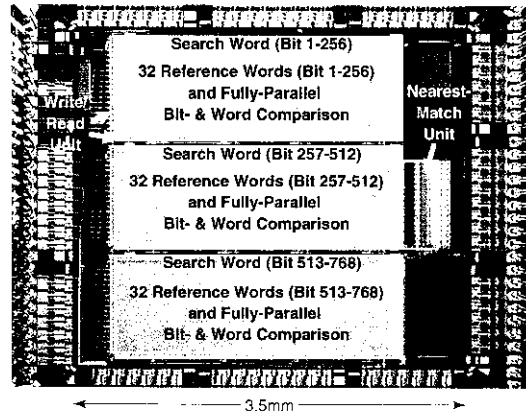 Search Word (Bit 1-256)
32 Reference Words (Bit 1-256)
and Fully-Parallel
Bit- & Word Comparison
Write/
Read
Unit
Nearest-
Match
Unit
Search Word (Bit 257-512)
32 Reference Words (Bit 257-512)
and Fully-Parallel
Bit- & Word Comparison
Search Word (Bit 513-768)
32 Reference Words (Bit 513-768)
and Fully-Parallel
Bit- & Word Comparison
3.5mm